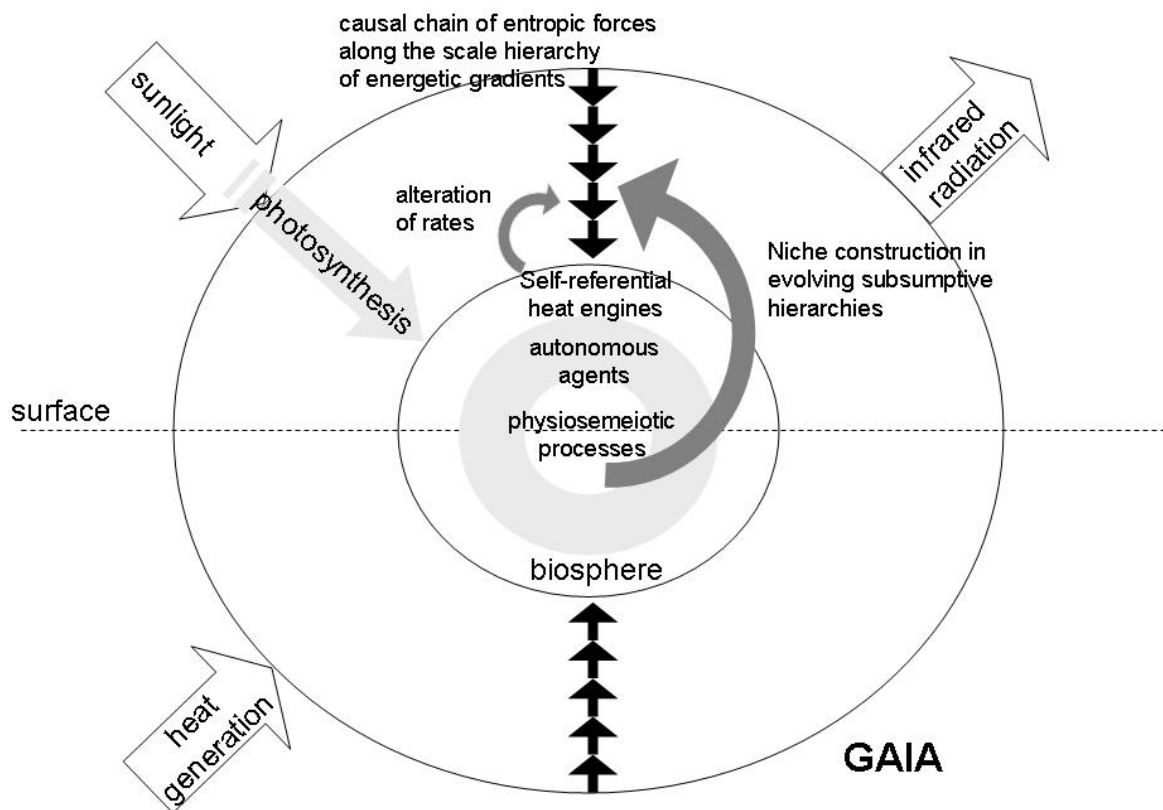 causal chain of entropic forces
along the scale hierarchy
of energetic gradients
sunlight
infrared
radiation
photosynthesis
alteration
of rates
Niche construction in
evolving subsumptive
hierarchies
Self-referential
heat engines
autonomous
agents
surface
physiosemeiotic
processes
biosphere
heat
generation
GAIA